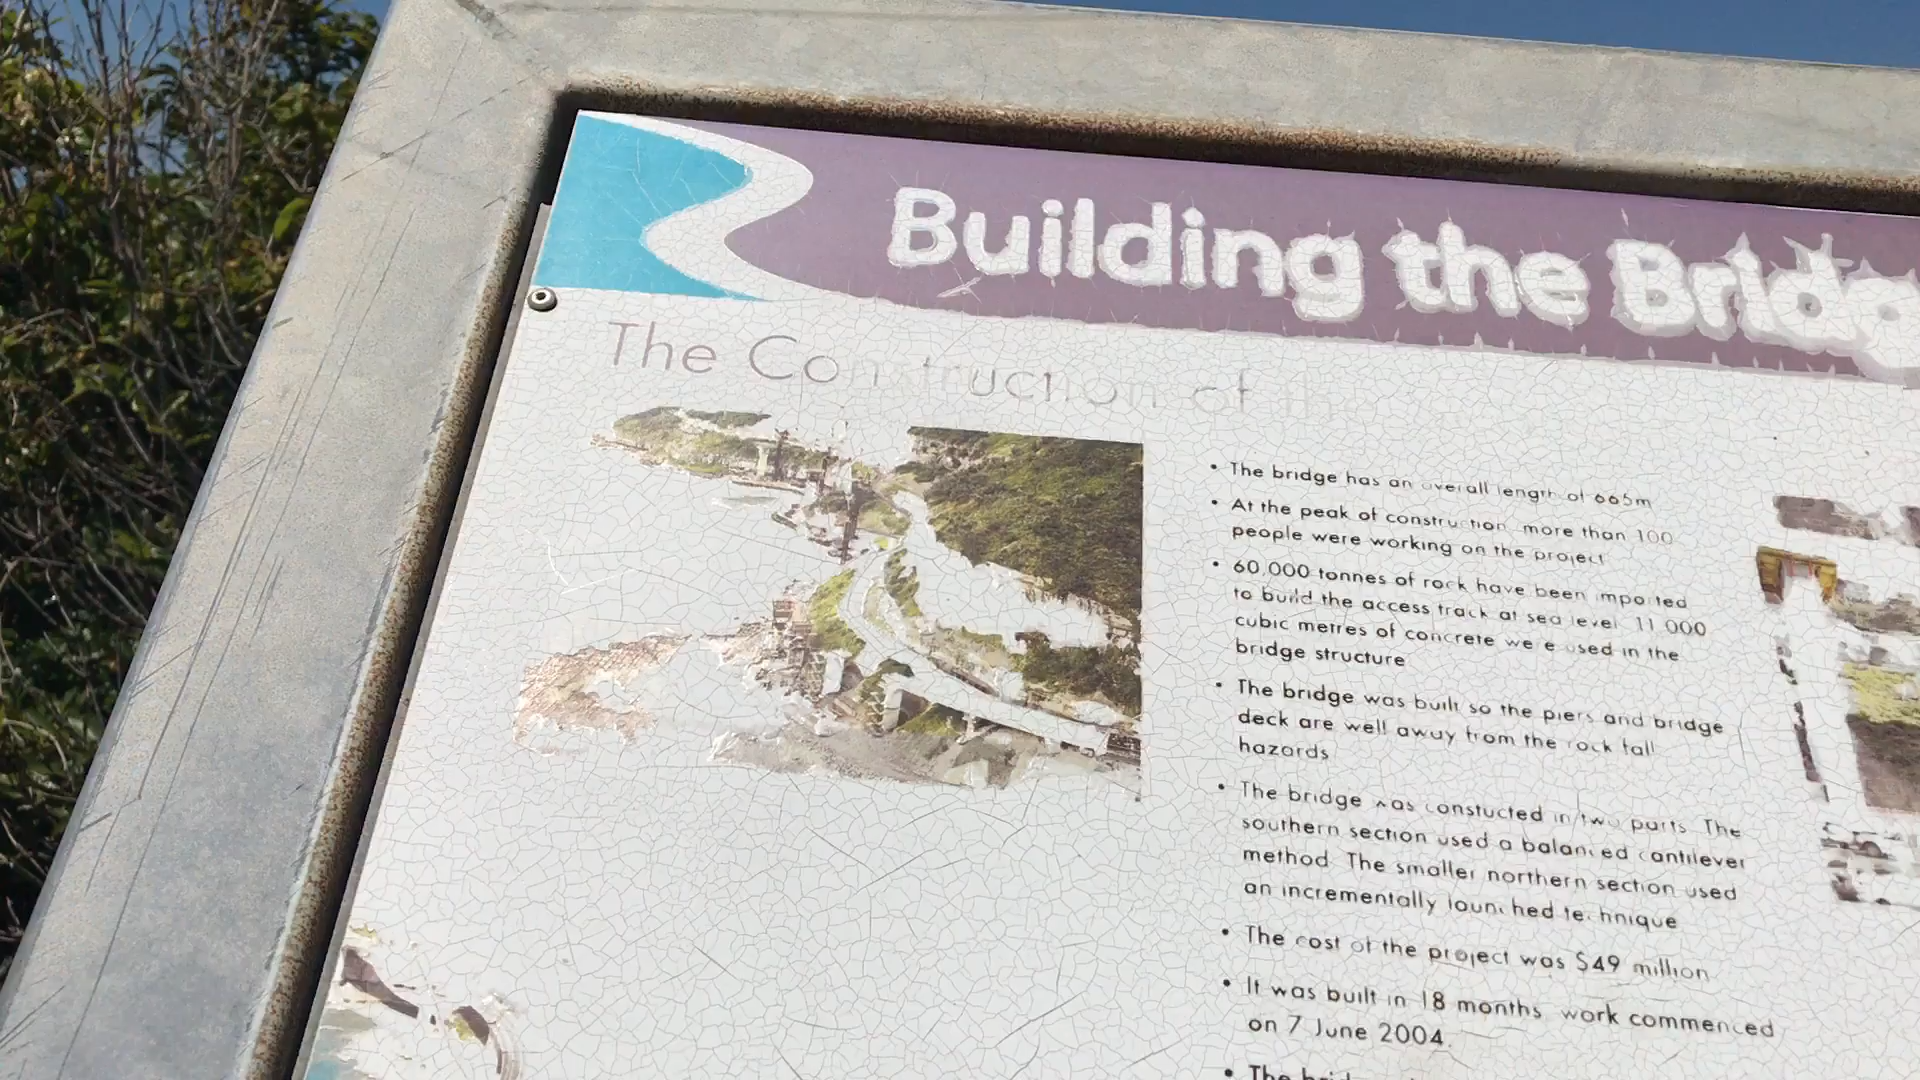 Building the Bridg
The Construction of th
• The bridge has an overall length of 665m
• At the peak of construction more than 100
people were working on the project
• 60,000 tonnes of rock have been imported
to build the access track at sea level 11 000
cubic metres of concrete were used in the
bridge structure
• The bridge was built so the piers and bridge
deck are well away from the rock fall
hazards
• The bridge was constucted in two parts The
southern section used a balanced cantilever
method The smaller northern section used
an incrementally launched technique
• The cost of the project was $49 million
• It was built in 18 months work commenced
on 7 June 2004.
• The